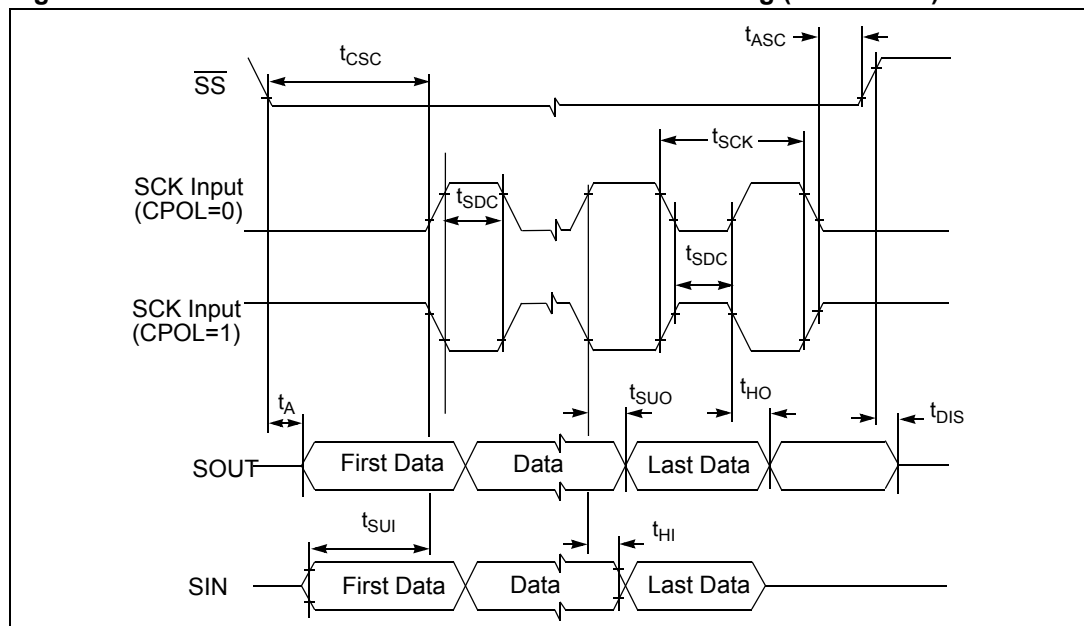 tASC
tCSC
SS
tSCK
SCK Input
(CPOL=0)
tSDC
tSDC
SCK Input
(CPOL=1)
tA
tSUO
tHO
tDIS
SOUT
First Data
Data
Last Data
tSUI
tHI
SIN
First Data
Data
Last Data